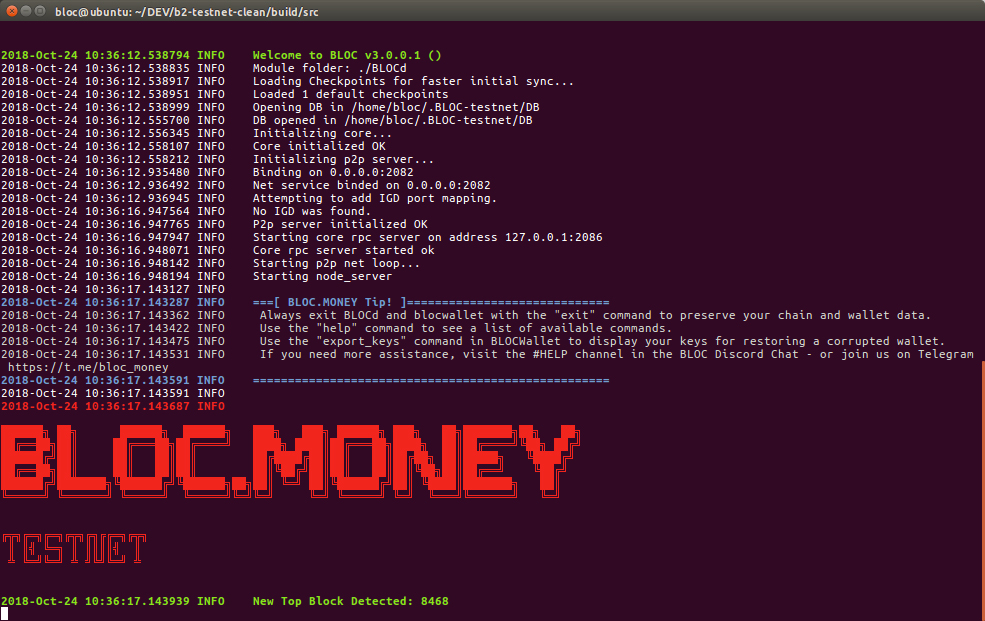 bloc@ubuntu: ~/DEV/b2-testnet-clean/build/src
2018-Oct-24 10:36:12.538794 INFO    Welcome to BLOC v3.0.0.1 ()
2018-Oct-24 10:36:12.538835 INFO    Module folder: ./BLOCd
2018-Oct-24 10:36:12.538917 INFO    Loading Checkpoints for faster initial sync...
2018-Oct-24 10:36:12.538951 INFO    Loaded 1 default checkpoints
2018-Oct-24 10:36:12.538999 INFO    Opening DB in /home/bloc/.BLOC-testnet/DB
2018-Oct-24 10:36:12.555700 INFO    DB opened in /home/bloc/.BLOC-testnet/DB
2018-Oct-24 10:36:12.556345 INFO    Initializing core...
2018-Oct-24 10:36:12.558107 INFO    Core initialized OK
2018-Oct-24 10:36:12.558212 INFO    Initializing p2p server...
2018-Oct-24 10:36:12.935480 INFO    Binding on 0.0.0.0:2082
2018-Oct-24 10:36:12.936492 INFO    Net service binded on 0.0.0.0:2082
2018-Oct-24 10:36:12.936945 INFO    Attempting to add IGD port mapping.
2018-Oct-24 10:36:16.947564 INFO    No IGD was found.
2018-Oct-24 10:36:16.947765 INFO    P2p server initialized OK
2018-Oct-24 10:36:16.947947 INFO    Starting core rpc server on address 127.0.0.1:2086
2018-Oct-24 10:36:16.948071 INFO    Core rpc server started ok
2018-Oct-24 10:36:16.948142 INFO    Starting p2p net loop...
2018-Oct-24 10:36:16.948194 INFO    Starting node_server
2018-Oct-24 10:36:17.143127 INFO
2018-Oct-24 10:36:17.143287 INFO    ===[ BLOC.MONEY Tip! ]=============================
2018-Oct-24 10:36:17.143362 INFO     Always exit BLOCd and blocwallet with the "exit" command to preserve your chain and wallet data.
2018-Oct-24 10:36:17.143422 INFO     Use the "help" command to see a list of available commands.
2018-Oct-24 10:36:17.143475 INFO     Use the "export_keys" command in BLOCWallet to display your keys for restoring a corrupted wallet.
2018-Oct-24 10:36:17.143531 INFO     If you need more assistance, visit the #HELP channel in the BLOC Discord Chat - or join us on Telegram
https://t.me/bloc_money
2018-Oct-24 10:36:17.143591 INFO    ===================================================
2018-Oct-24 10:36:17.143591 INFO
2018-Oct-24 10:36:17.143687 INFO
BLOC.MONEY
TESTNET
2018-Oct-24 10:36:17.143939 INFO    New Top Block Detected: 8468